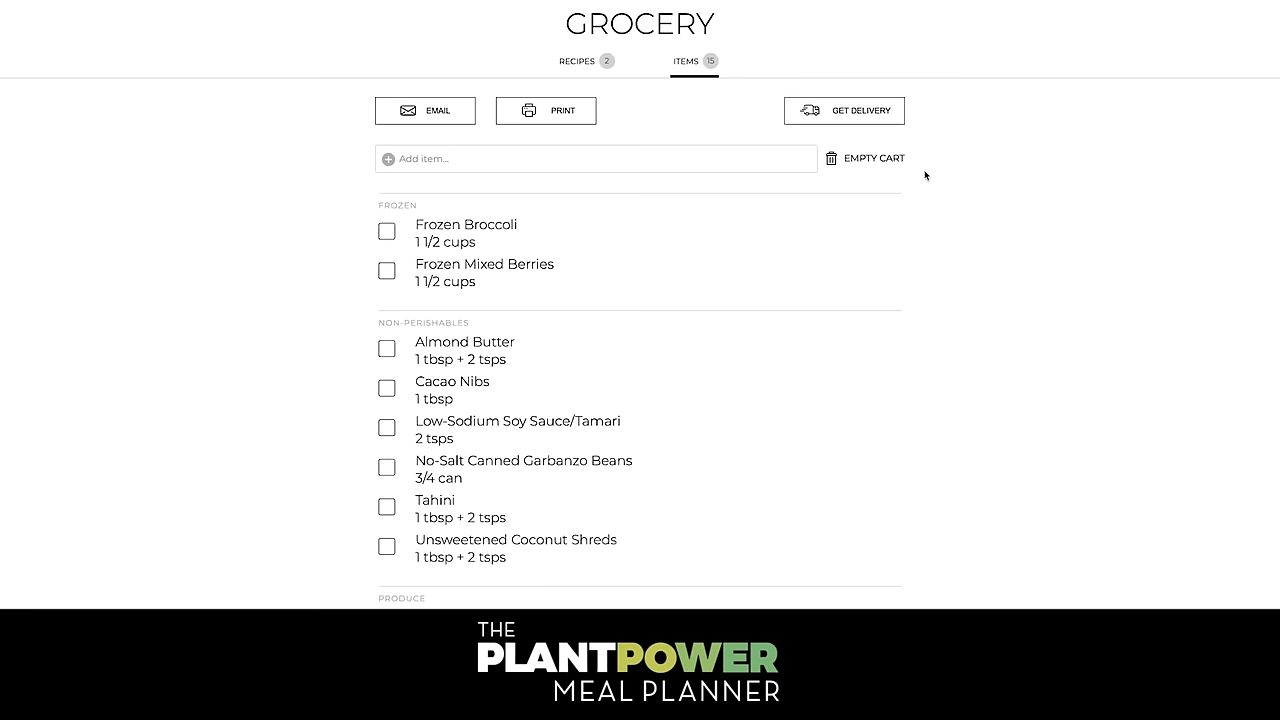 GROCERY
RECIPES 2
ITEMS 15
EMAIL
PRINT
GET DELIVERY
Add item...
EMPTY CART
FROZEN
Frozen Broccoli
1 1/2 cups
Frozen Mixed Berries
1 1/2 cups
NON-PERISHABLES
Almond Butter
1 tbsp + 2 tsps
Cacao Nibs
1 tbsp
Low-Sodium Soy Sauce/Tamari
2 tsps
No-Salt Canned Garbanzo Beans
3/4 can
Tahini
1 tbsp + 2 tsps
Unsweetened Coconut Shreds
1 tbsp + 2 tsps
PRODUCE
THE
PLANTPOWER
MEAL PLANNER